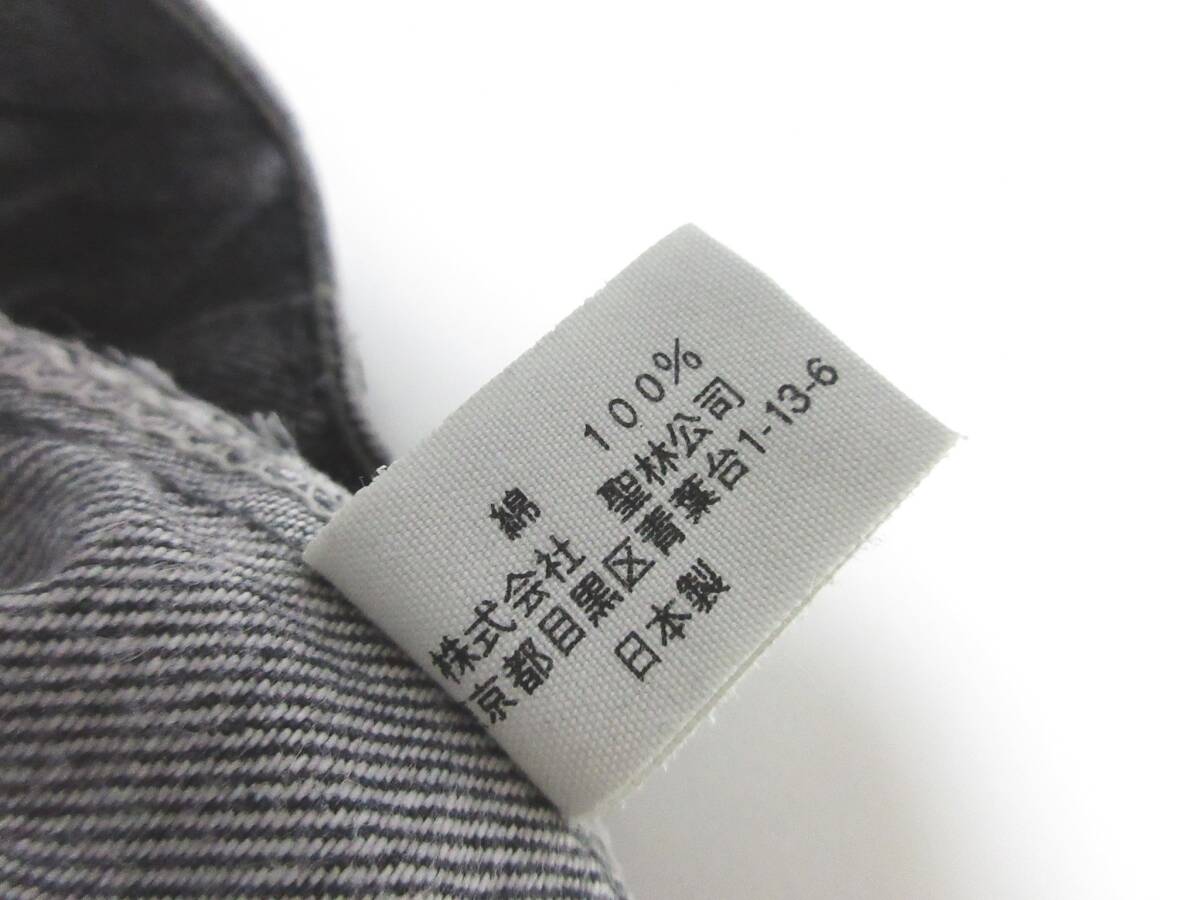 綿 100%
株式会社 聖林公司
京都目黒区青葉台1-13-6
日本製